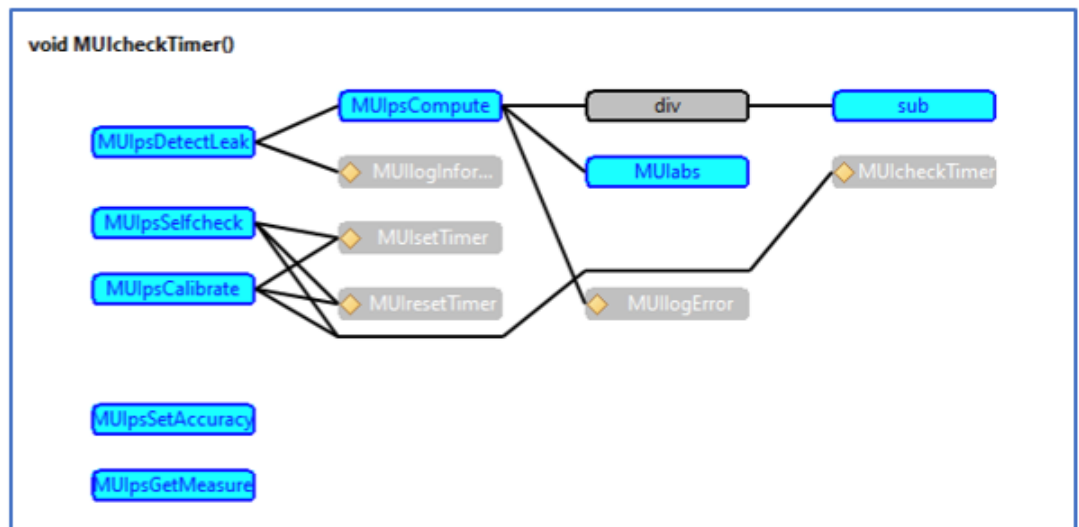 void MUIcheckTimer()
MUIpsCompute
div
sub
MUIpsDetectLeak
MUIlogInfor...
MUIabs
MUIcheckTimer
MUIpsSelfcheck
MUIsetTimer
MUIpsCalibrate
MUIresetTimer
MUIlogError
MUIpsSetAccuracy
MUIpsGetMeasure